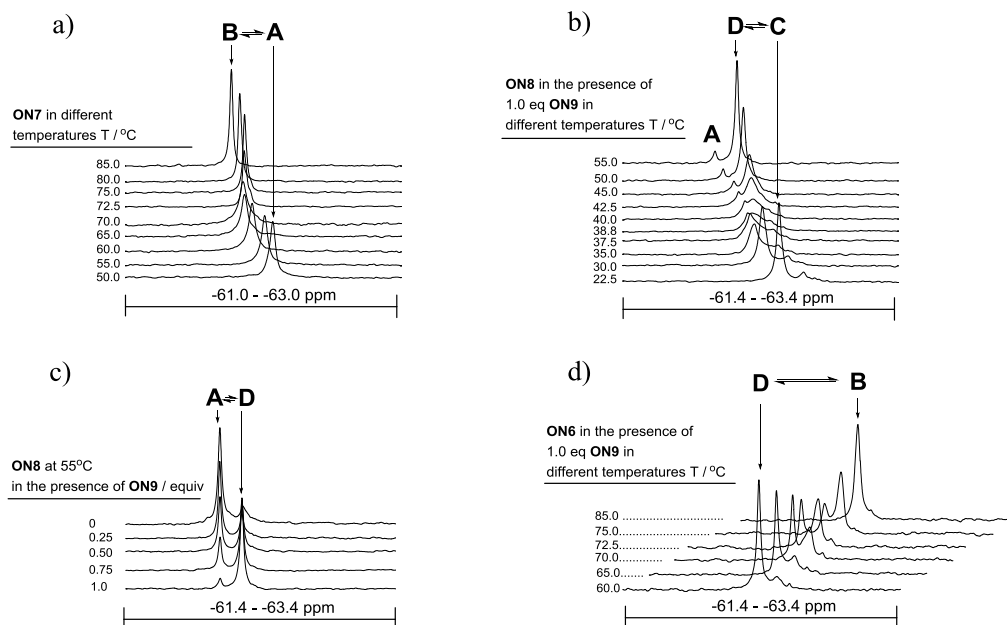 a)
B ⇌ A
ON7 in different
temperatures T / °C
85.0
80.0
75.0
72.5
70.0
65.0
60.0
55.0
50.0
-61.0 - -63.0 ppm
b)
D ⇌ C
ON8 in the presence of
1.0 eq ON9 in
different temperatures T / °C
A
55.0
50.0
45.0
42.5
40.0
38.8
37.5
35.0
30.0
22.5
-61.4 - -63.4 ppm
c)
A ⇌ D
ON8 at 55°C
in the presence of ON9 / equiv
0
0.25
0.50
0.75
1.0
-61.4 - -63.4 ppm
d)
D ⇌ B
ON6 in the presence of
1.0 eq ON9 in
different temperatures T / °C
85.0
75.0
72.5
70.0
65.0
60.0
-61.4 - -63.4 ppm